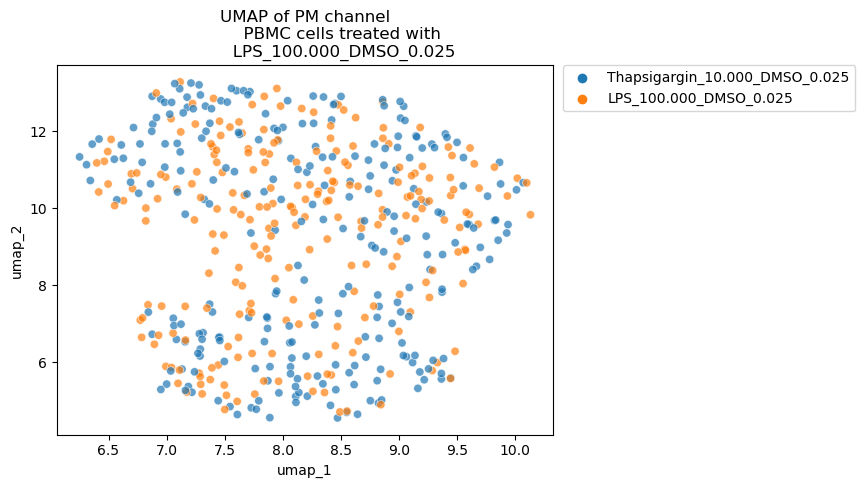 UMAP of PM channel
PBMC cells treated with
LPS_100.000_DMSO_0.025
Thapsigargin_10.000_DMSO_0.025
LPS_100.000_DMSO_0.025
umap_2
12
10
8
6
6.5 7.0 7.5 8.0 8.5 9.0 9.5 10.0
umap_1